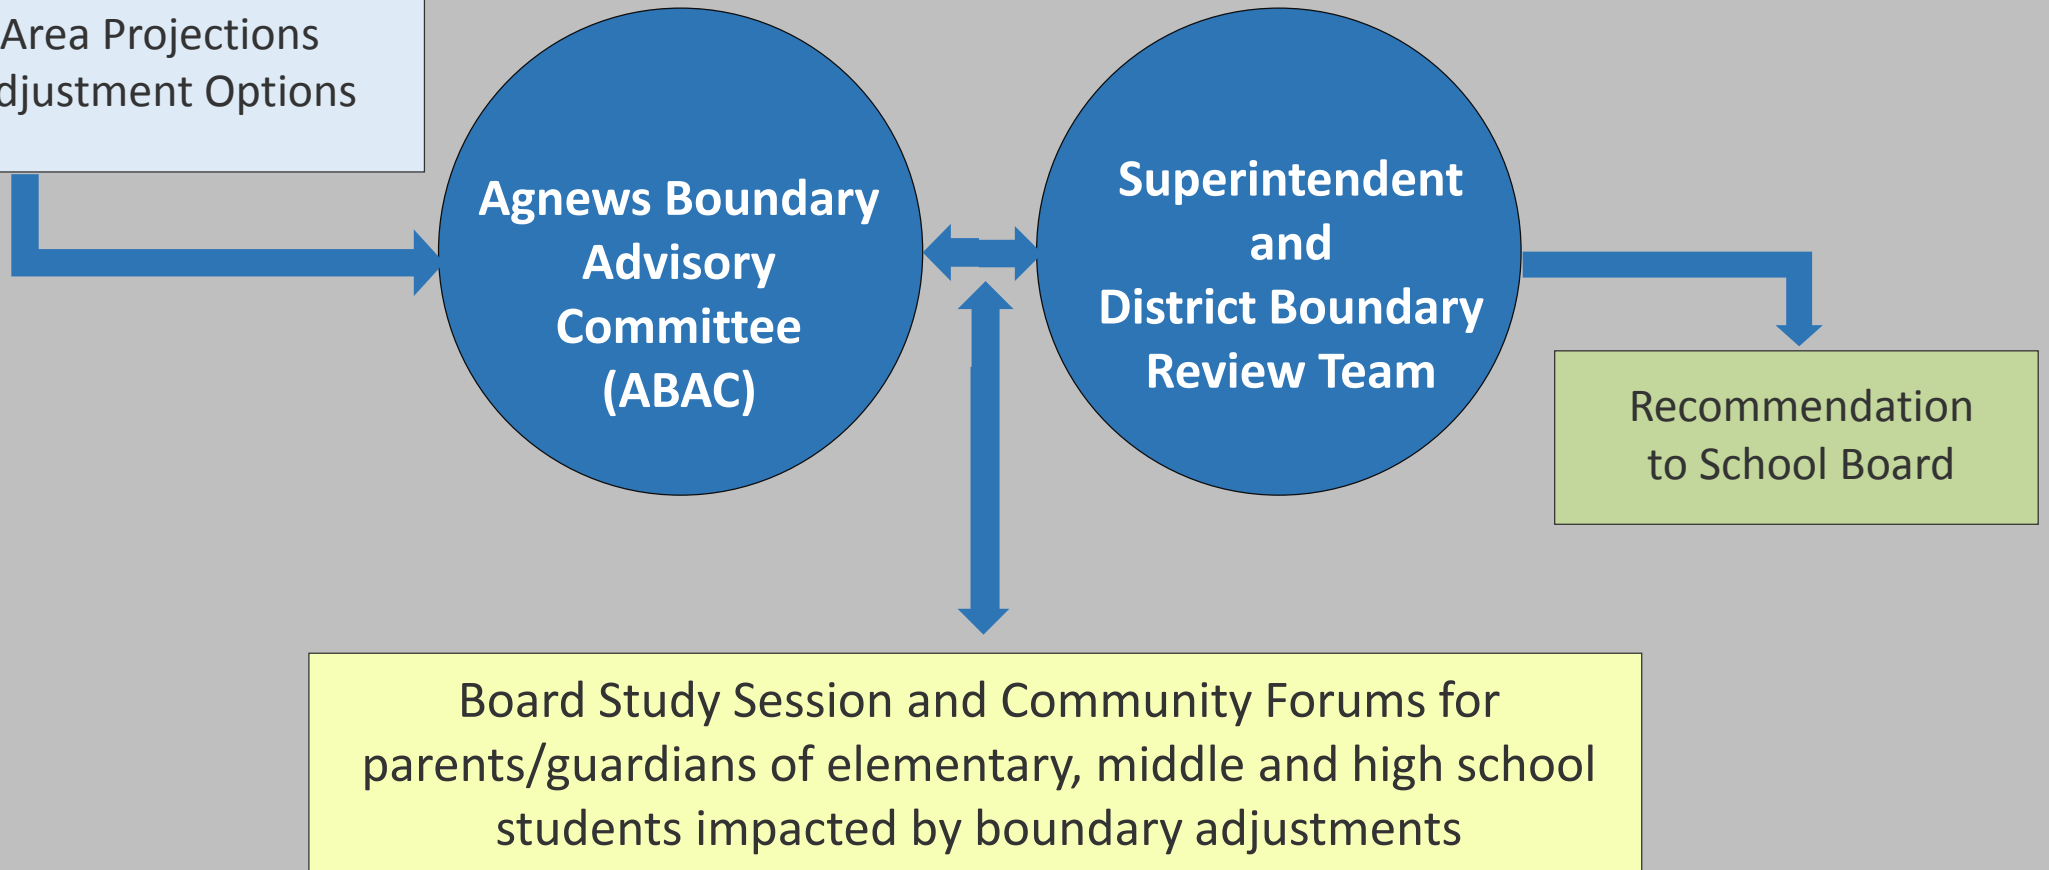 Area Projections
djustment Options
Agnews Boundary
Advisory
Committee
(ABAC)
Superintendent
and
District Boundary
Review Team
Recommendation
to School Board
Board Study Session and Community Forums for
parents/guardians of elementary, middle and high school
students impacted by boundary adjustments